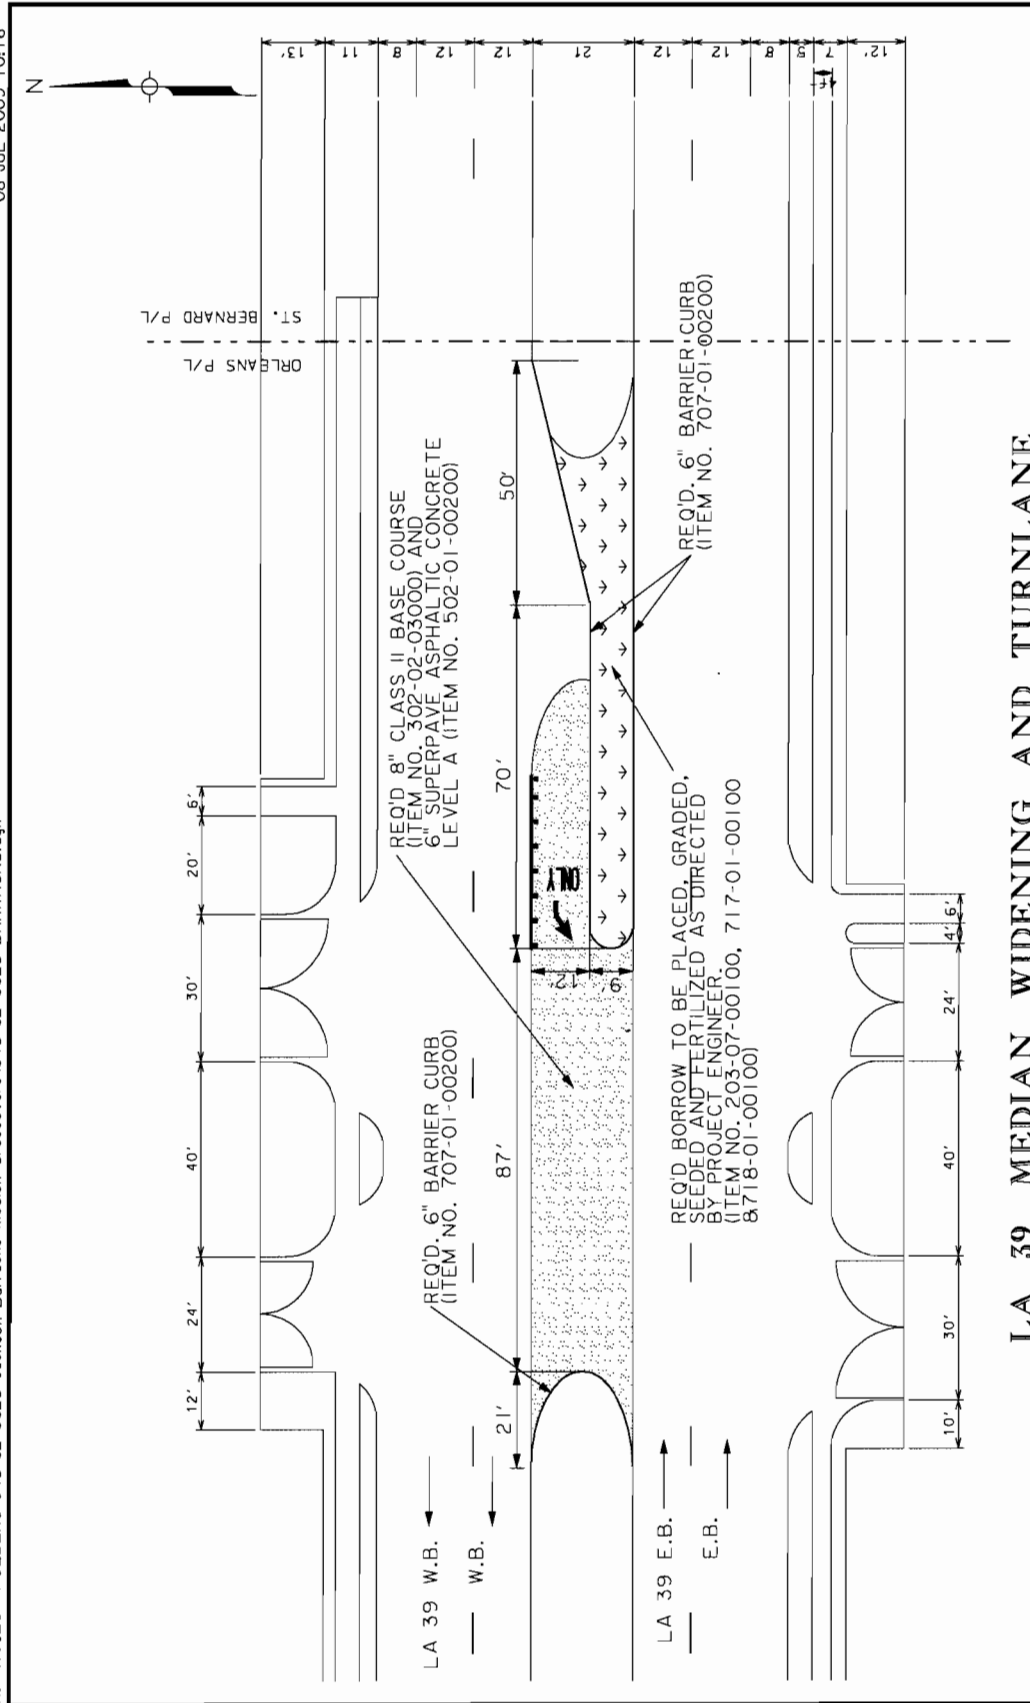 N
ST. BERNARD P/L
ORLEANS P/L
13'
11
8
12
12
21
12
12
8
5
7
12'
6'
20'
30'
40'
24'
12'
REQ'D 8" CLASS II BASE COURSE
(ITEM NO. 302-02-03000) AND
6" SUPERPAVE ASPHALTIC CONCRETE
LEVEL A (ITEM NO. 502-01-00200)
REQ'D. 6" BARRIER CURB
(ITEM NO. 707-01-00200)
50'
70'
87'
21'
ONLY
12'
9'
REQ'D. 6" BARRIER CURB
(ITEM NO. 707-01-00200)
REQ'D BORROW TO BE PLACED, GRADED,
SEEDED AND FERTILIZED AS DIRECTED
BY PROJECT ENGINEER.
(ITEM NO. 203-07-00100, 717-01-00100
&718-01-00100)
LA 39 W.B.
W.B.
LA 39 E.B.
E.B.
10'
30'
40'
24'
4'
6'
LA 39 MEDIAN WIDENING AND TURNLANE